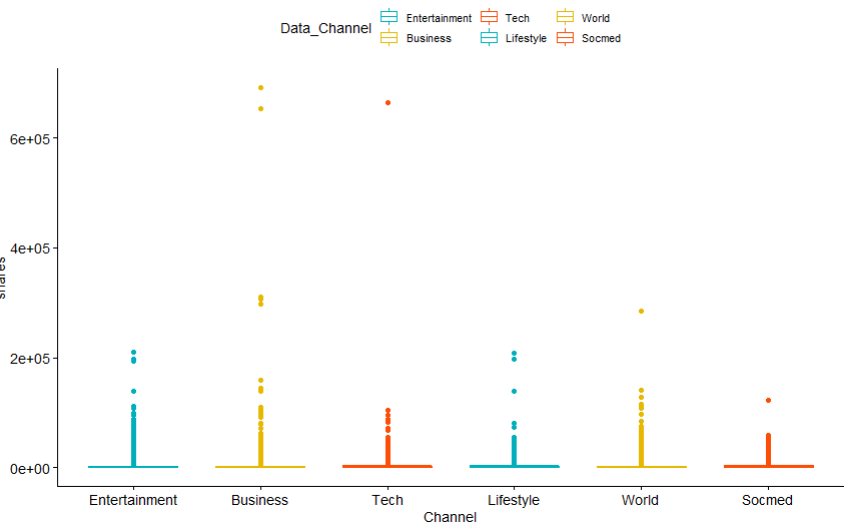 Data_Channel
Entertainment Tech World
Business Lifestyle Socmed
6e+05
4e+05
2e+05
0e+00
shares
Entertainment Business Tech Lifestyle World Socmed
Channel